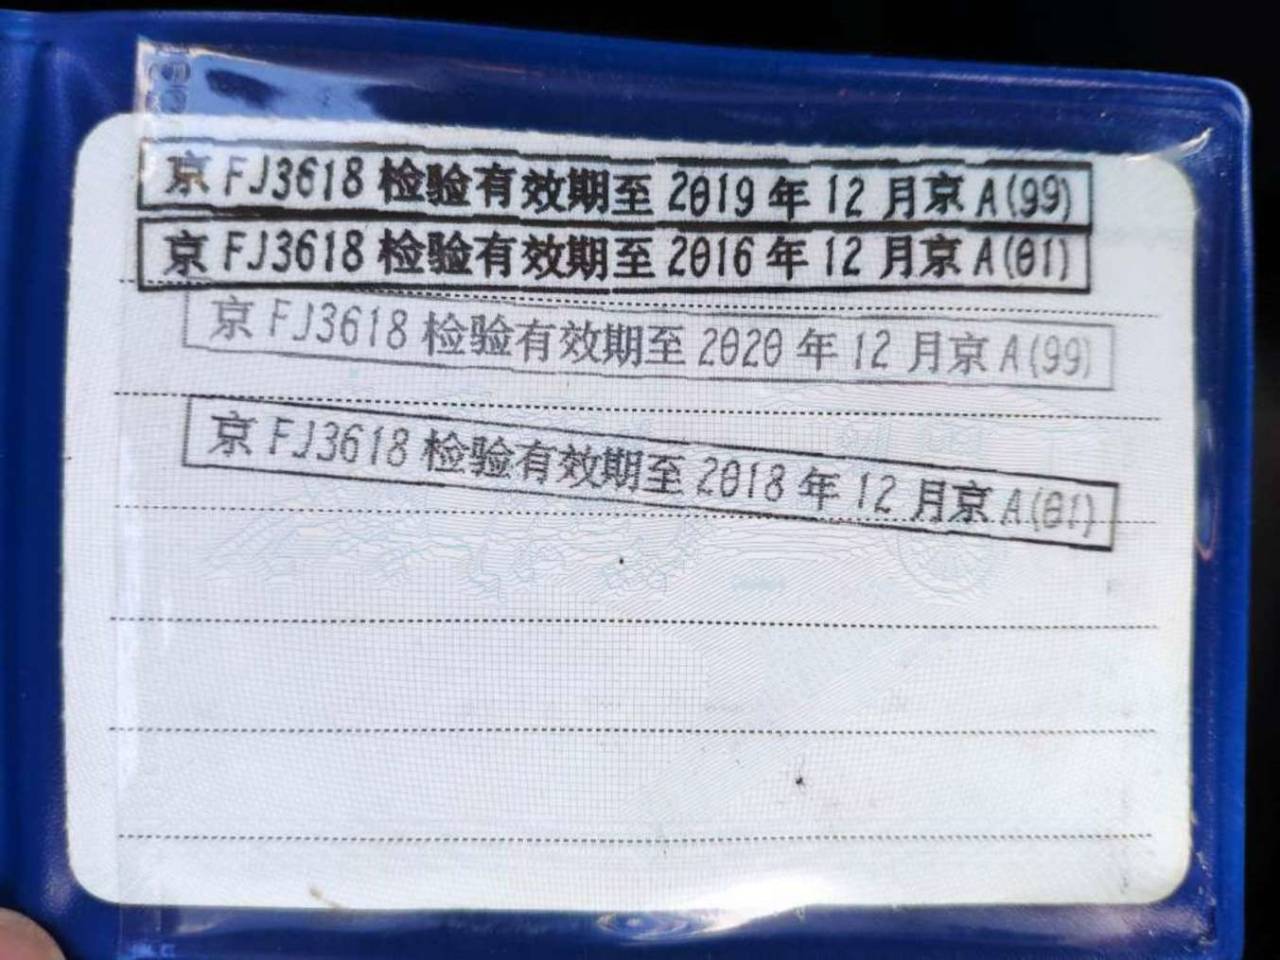 京 FJ3618 检验有效期至 2019 年 12 月京 A(99)
京 FJ3618 检验有效期至 2016 年 12 月京 A(01)
京 FJ3618 检验有效期至 2020 年 12 月京 A(99)
京 FJ3618 检验有效期至 2018 年 12 月京 A(01)